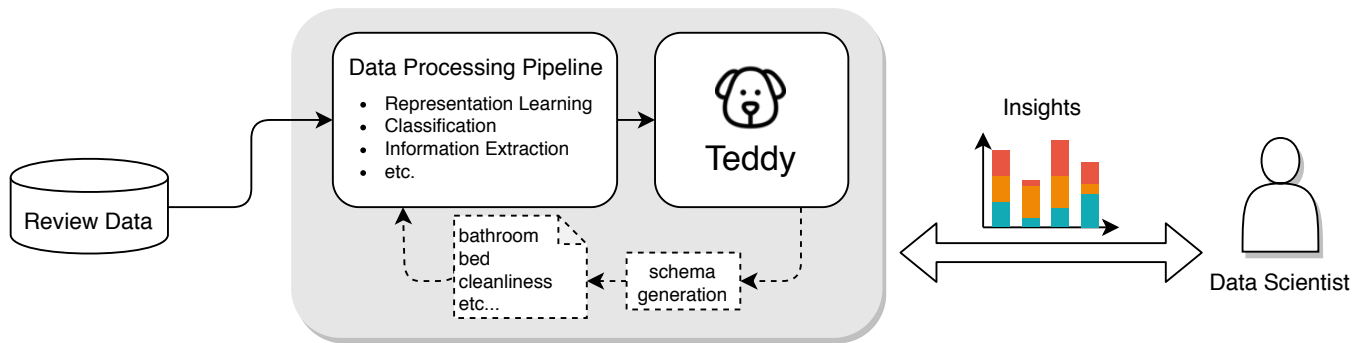 Review Data
Data Processing Pipeline
• Representation Learning
• Classification
• Information Extraction
• etc.
Teddy
bathroom
bed
cleanliness
etc...
schema
generation
Insights
Data Scientist